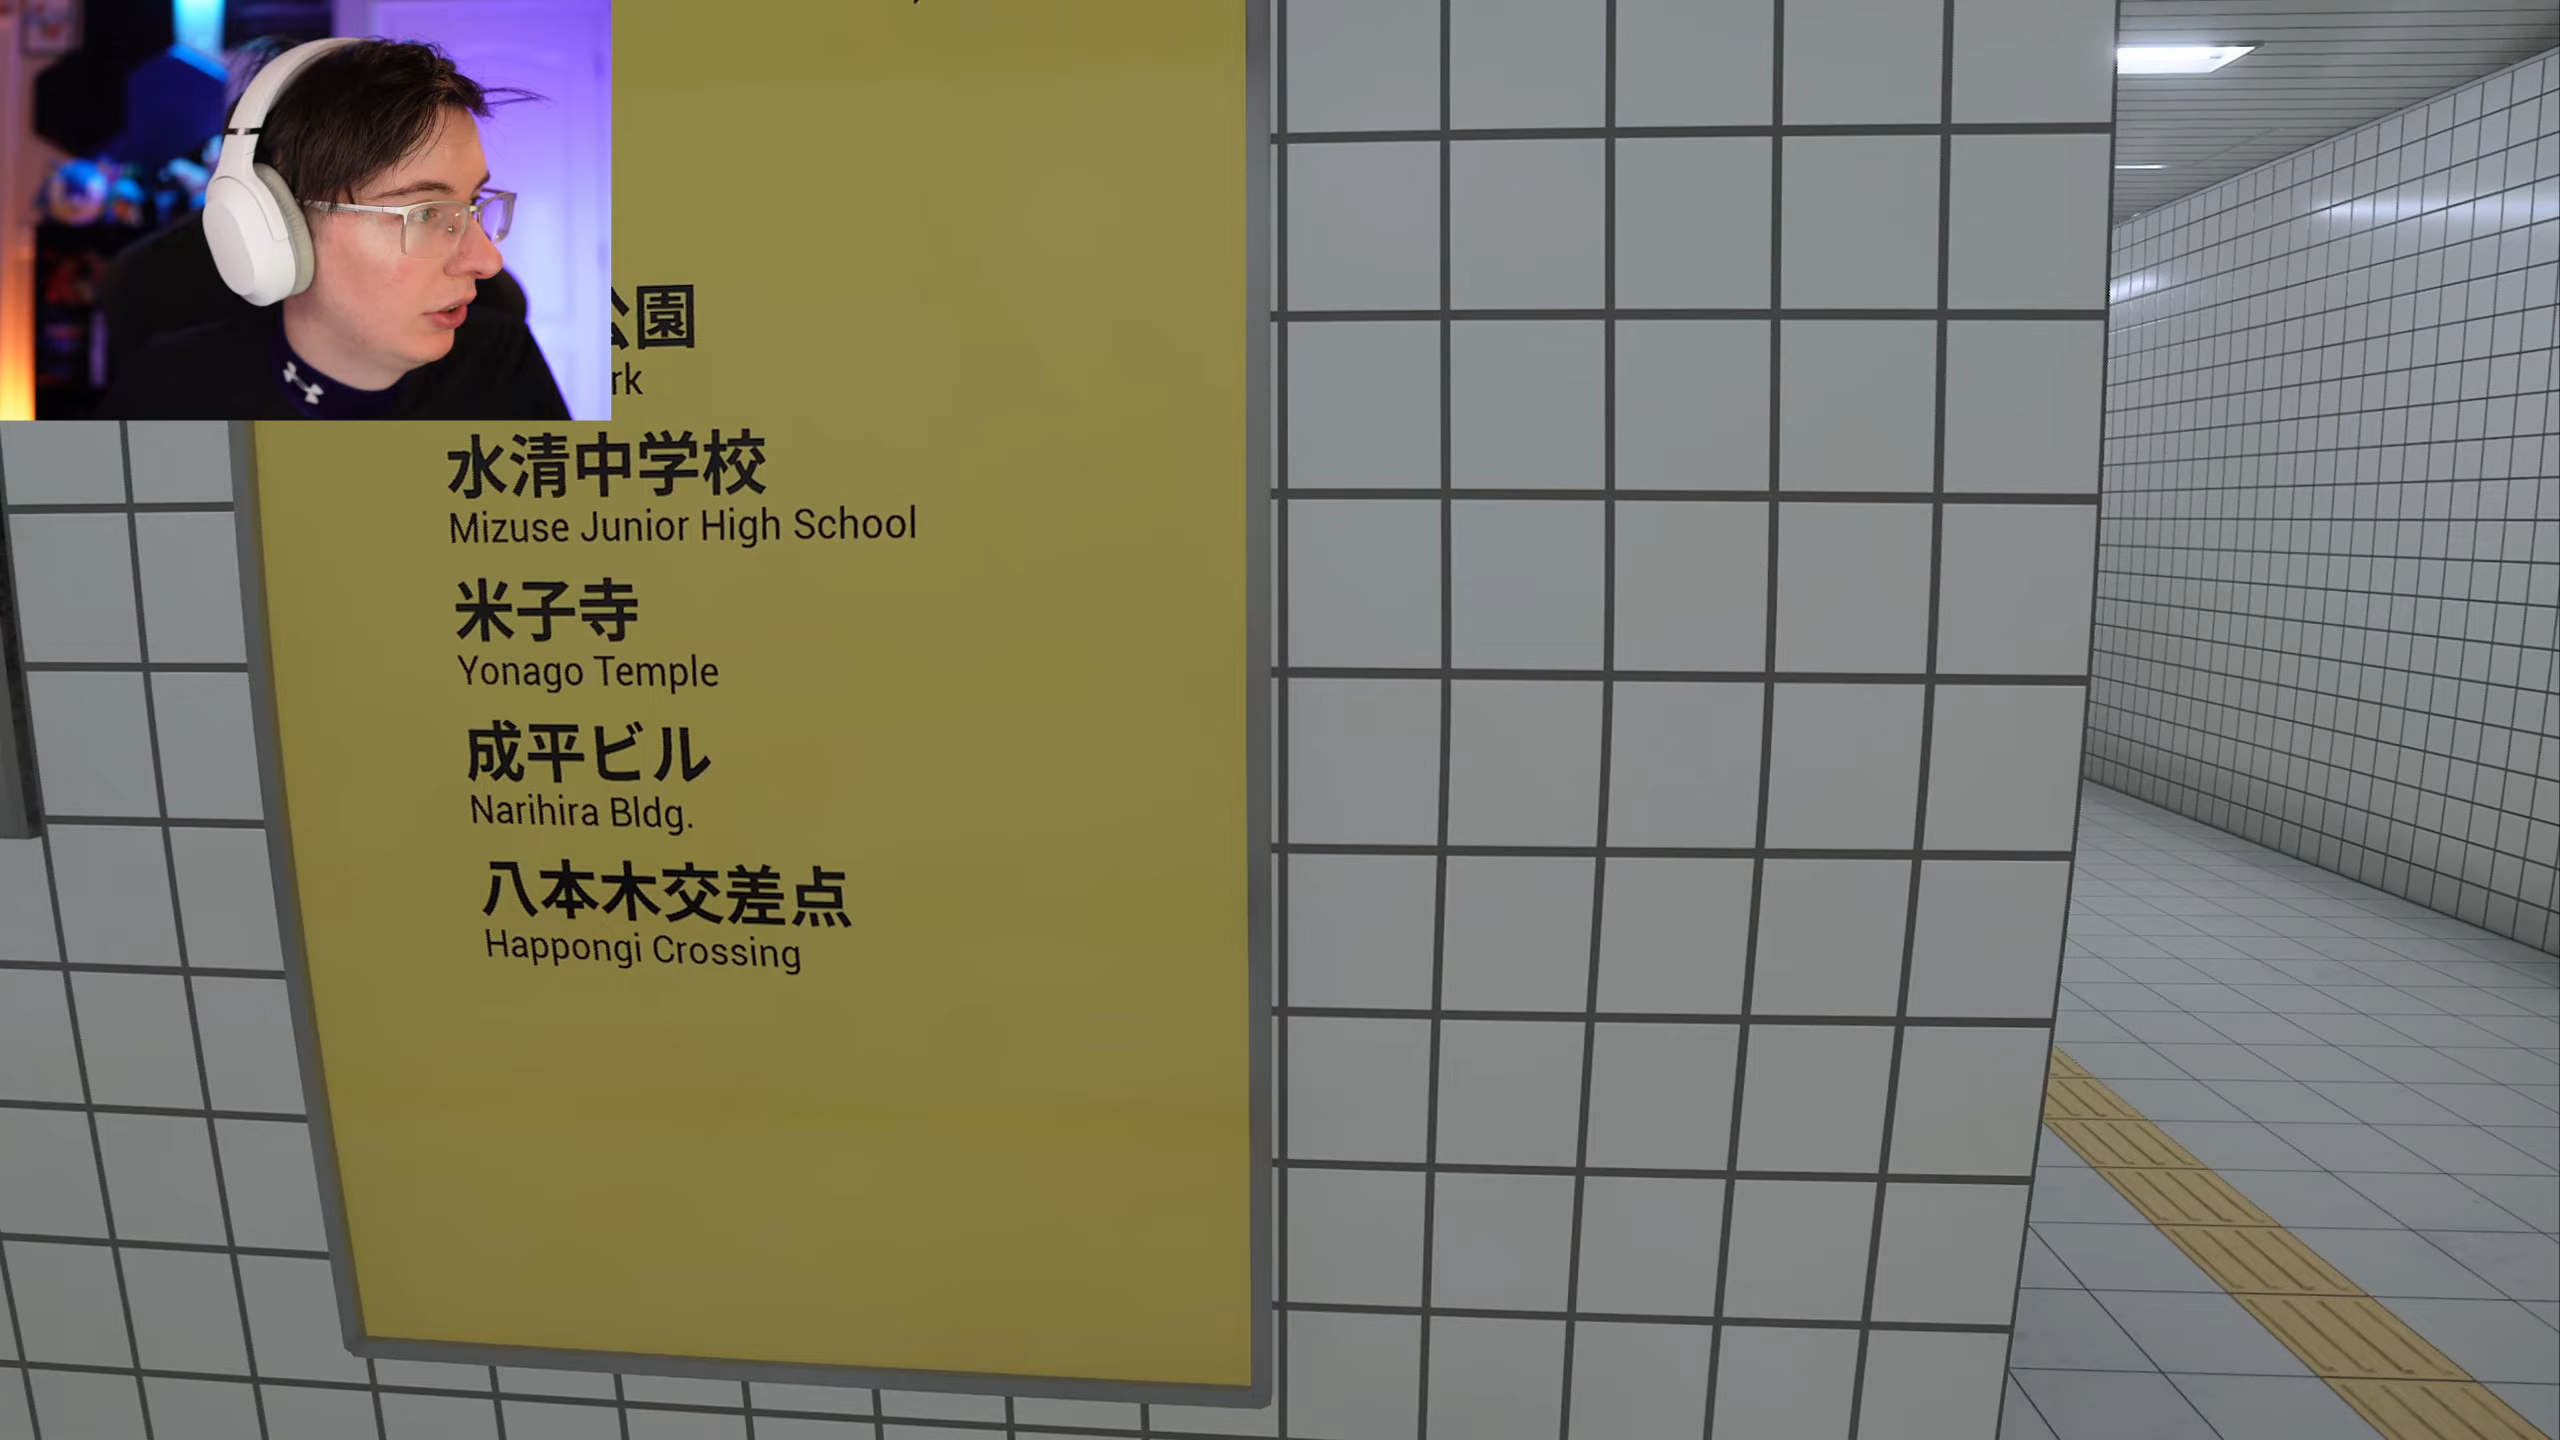 公園
水清中学校
Mizuse Junior High School
米子寺
Yonago Temple
成平ビル
Narihira Bldg.
八本木交差点
Happongi Crossing